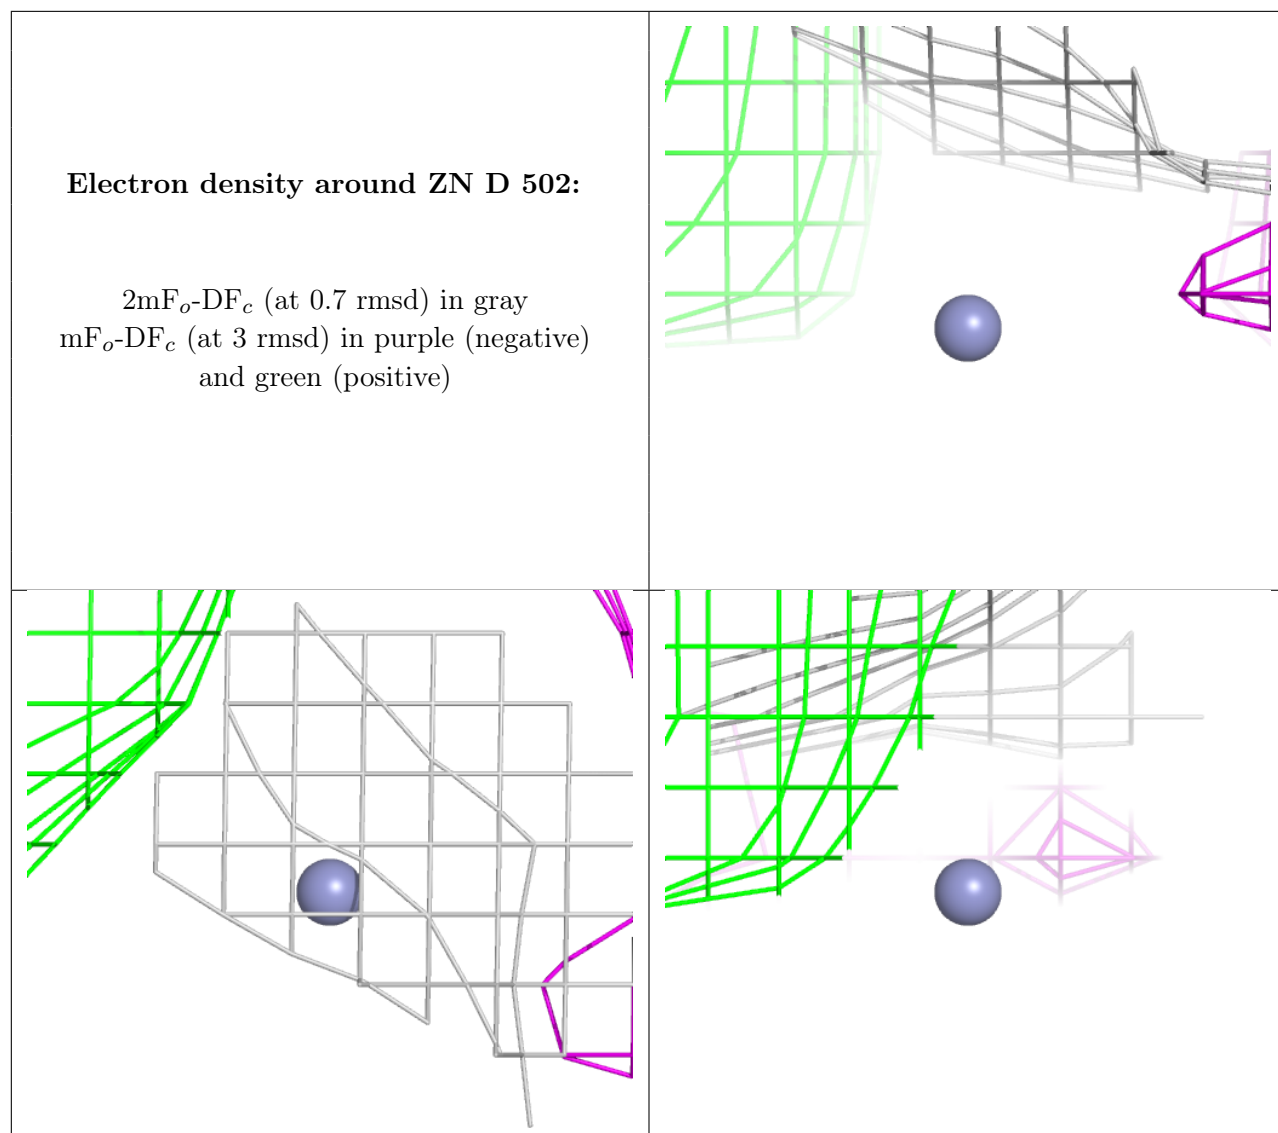 Electron density around ZN D 502:
2mFo-DFc (at 0.7 rmsd) in gray
mFo-DFc (at 3 rmsd) in purple (negative)
and green (positive)